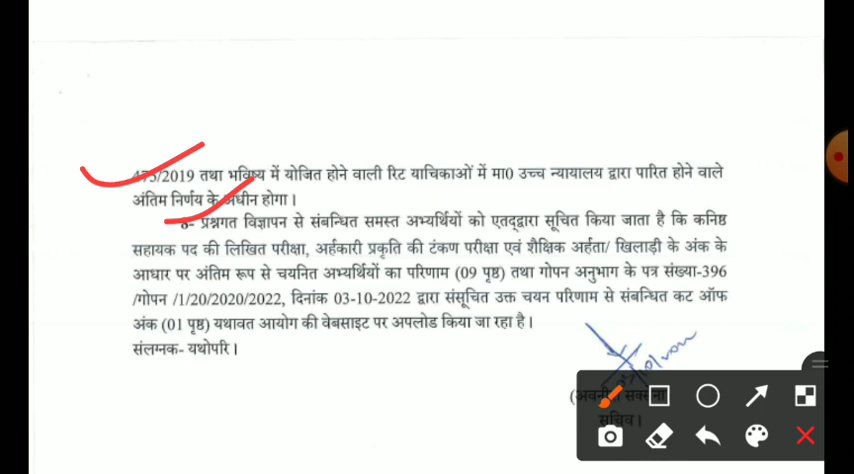 475/2019 तथा भविष्य में योजित होने वाली रिट याचिकाओं में मा0 उच्च न्यायालय द्वारा पारित होने वाले
अंतिम निर्णय के अधीन होगा।
8- प्रश्नगत विज्ञापन से संबन्धित समस्त अभ्यर्थियों को एतद्द्वारा सूचित किया जाता है कि कनिष्ठ
सहायक पद की लिखित परीक्षा, अर्हकारी प्रकृति की टंकण परीक्षा एवं शैक्षिक अर्हता/ खिलाड़ी के अंक के
आधार पर अंतिम रूप से चयनित अभ्यर्थियों का परिणाम (09 पृष्ठ) तथा गोपन अनुभाग के पत्र संख्या-396
/गोपन /1/20/2020/2022, दिनांक 03-10-2022 द्वारा संसूचित उक्त चयन परिणाम से संबन्धित कट ऑफ
अंक (01 पृष्ठ) यथावत आयोग की वेबसाइट पर अपलोड किया जा रहा है।
संलग्नक- यथोपरि।
सक्सेना
सचिव।